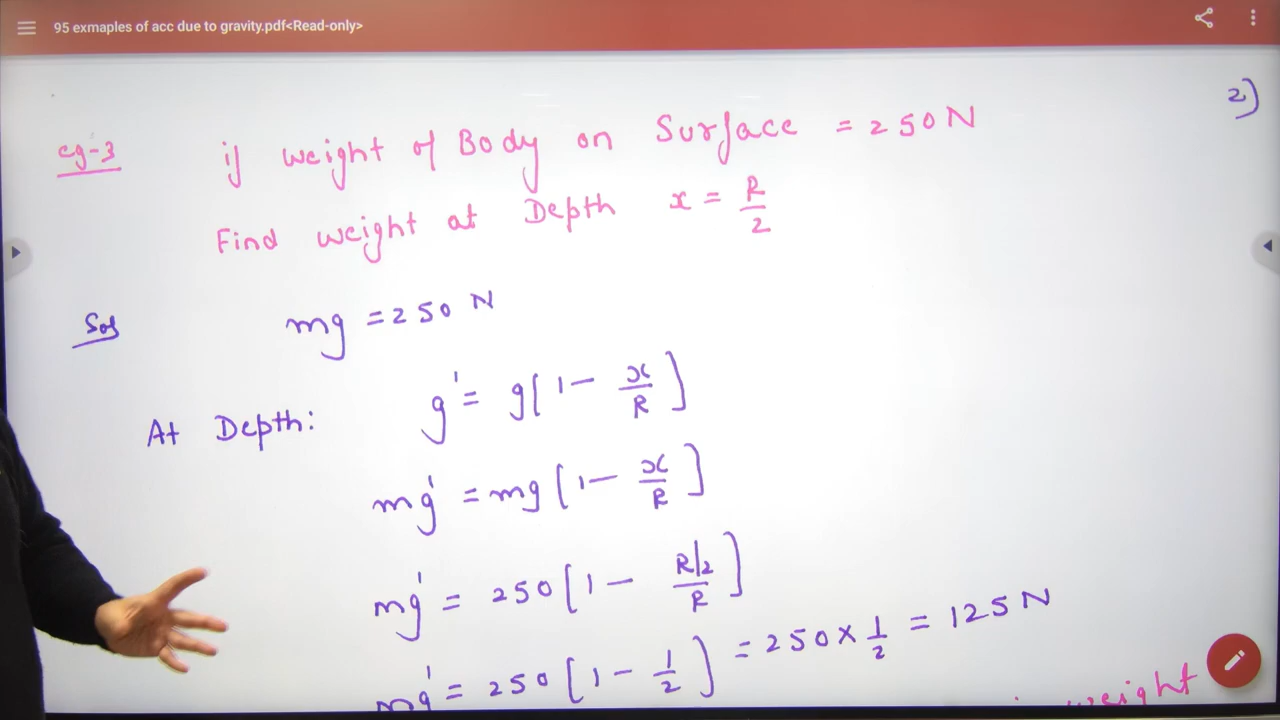 95 exmaples of acc due to gravity.pdf<Read-only>
2)
eg-3 if weight of Body on Surface = 250N
Find weight at Depth x = R/2
Sol mg = 250 N
At Depth: g' = g[1 - x/R]
mg' = mg[1 - x/R]
mg' = 250[1 - R/2/R]
mg' = 250[1 - 1/2] = 250 x 1/2 = 125 N
weight